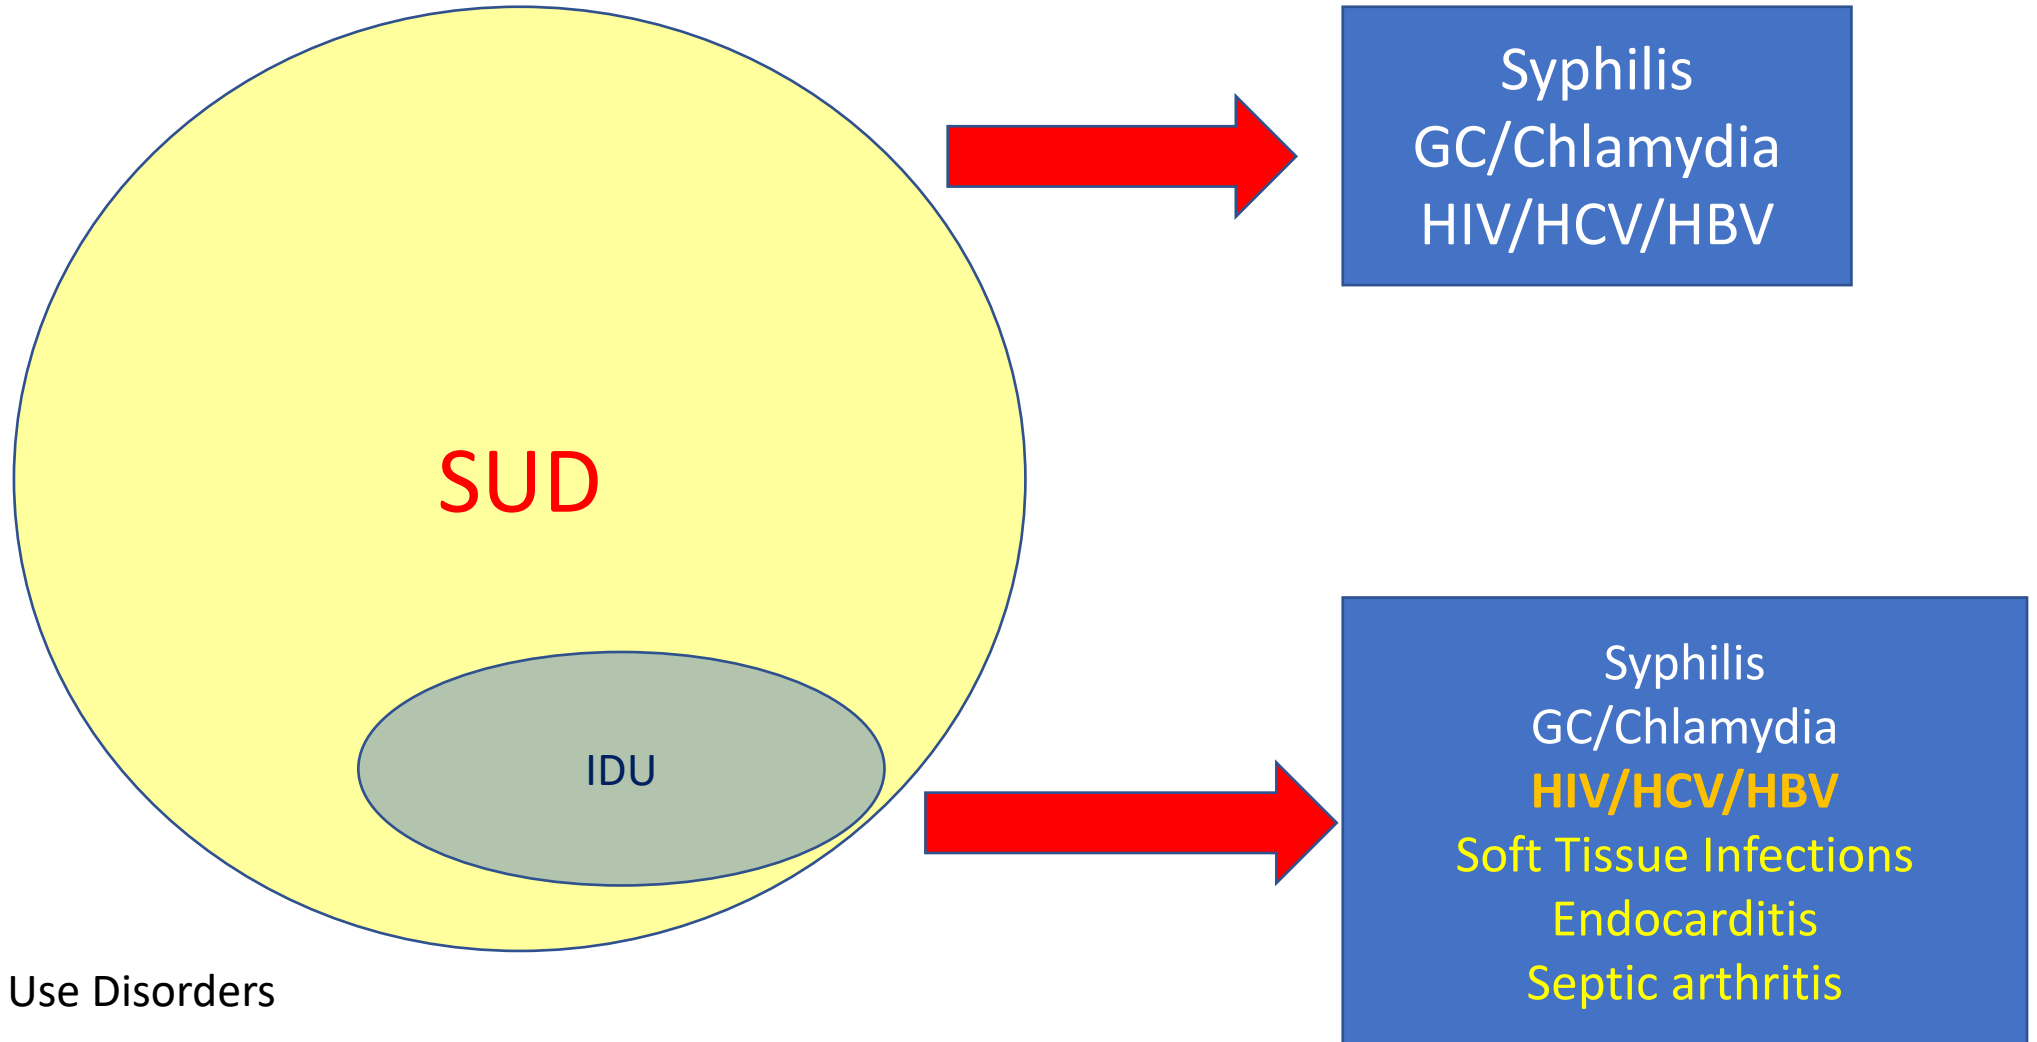 Syphilis
GC/Chlamydia
HIV/HCV/HBV
SUD
IDU
Syphilis
GC/Chlamydia
HIV/HCV/HBV
Soft Tissue Infections
Endocarditis
Septic arthritis
Use Disorders